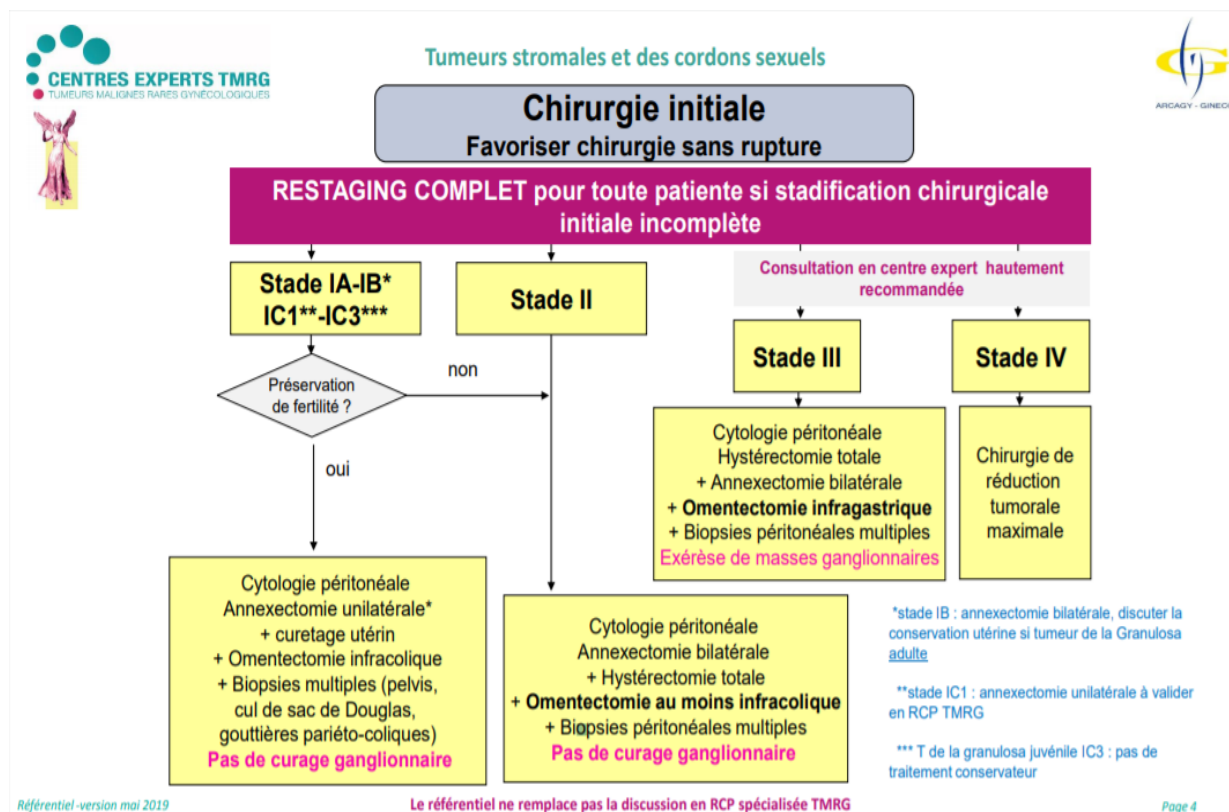 CENTRES EXPERTS TMRG
TUMEURS MALIGNES RARES GYNÉCOLOGIQUES
Tumeurs stromales et des cordons sexuels
ARCAGY - GINECO
Chirurgie initiale
Favoriser chirurgie sans rupture
RESTAGING COMPLET pour toute patiente si stadification chirurgicale
initiale incomplète
Stade IA-IB*
IC1**-IC3***
Stade II
Consultation en centre expert hautement
recommandée
Stade III
Stade IV
Préservation
de fertilité ?
non
oui
Cytologie péritonéale
Hystérectomie totale
+ Annexectomie bilatérale
+ Omentectomie infragastrique
+ Biopsies péritonéales multiples
Exérèse de masses ganglionnaires
Chirurgie de
réduction
tumorale
maximale
Cytologie péritonéale
Annexectomie unilatérale*
+ curetage utérin
+ Omentectomie infracolique
+ Biopsies multiples (pelvis,
cul de sac de Douglas,
gouttières pariéto-coliques)
Pas de curage ganglionnaire
Cytologie péritonéale
Annexectomie bilatérale
+ Hystérectomie totale
+ Omentectomie au moins infracolique
+ Biopsies péritonéales multiples
Pas de curage ganglionnaire
*stade IB : annexectomie bilatérale, discuter la
conservation utérine si tumeur de la Granulosa
adulte
**stade IC1 : annexectomie unilatérale à valider
en RCP TMRG
*** T de la granulosa juvénile IC3 : pas de
traitement conservateur
Référentiel -version mai 2019
Le référentiel ne remplace pas la discussion en RCP spécialisée TMRG
Page 4